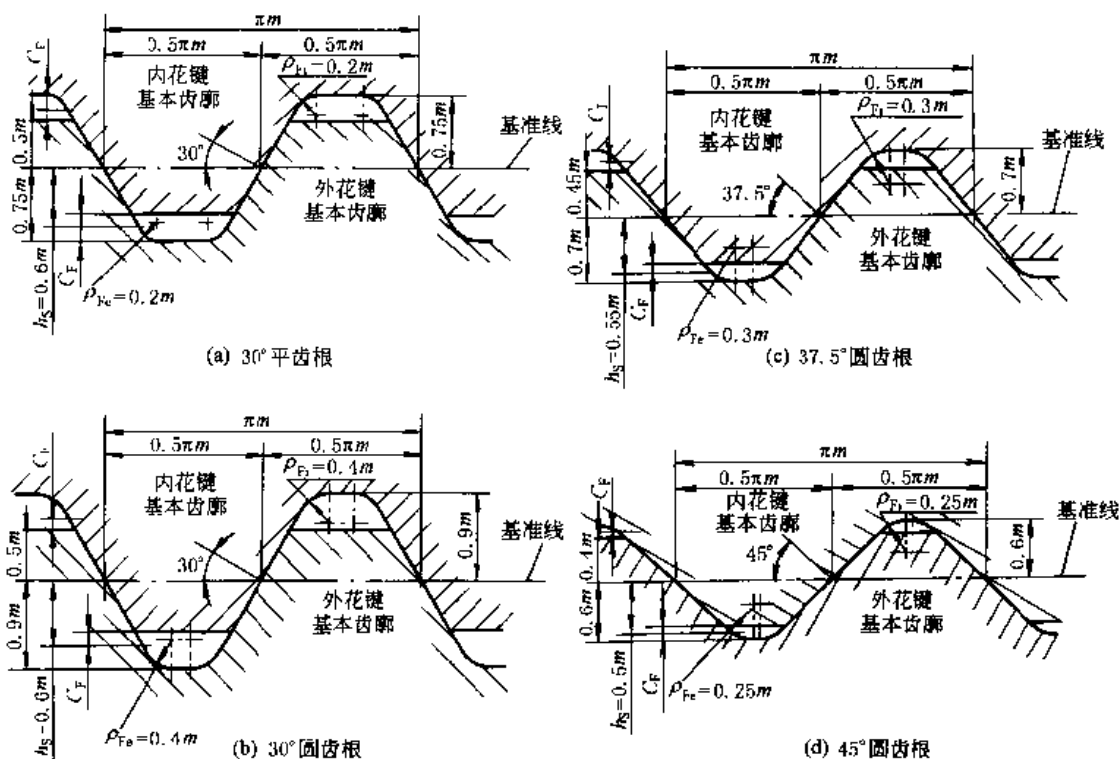 πm
0.5πm
0.5πm
C_F
内花键
基本齿廓
ρ_Fi=0.2m
0.5m
0.75m
30°
0.75m
基准线
外花键
基本齿廓
h_S=0.6m
C_F
ρ_Fe=0.2m
(a) 30°平齿根
πm
0.5πm
0.5πm
内花键
基本齿廓
ρ_Fi=0.3m
0.45m
0.7m
37.5°
0.7m
基准线
外花键
基本齿廓
h_S=0.55m
C_F
ρ_Fe=0.3m
(c) 37.5°圆齿根
πm
0.5πm
0.5πm
内花键
基本齿廓
ρ_Fi=0.4m
0.5m
0.9m
30°
0.9m
基准线
外花键
基本齿廓
h_S=0.6m
C_F
ρ_Fe=0.4m
(b) 30°圆齿根
πm
0.5πm
0.5πm
C_F
内花键
基本齿廓
ρ_Fi=0.25m
0.4m
0.6m
45°
0.6m
基准线
外花键
基本齿廓
h_S=0.5m
C_F
ρ_Fe=0.25m
(d) 45°圆齿根